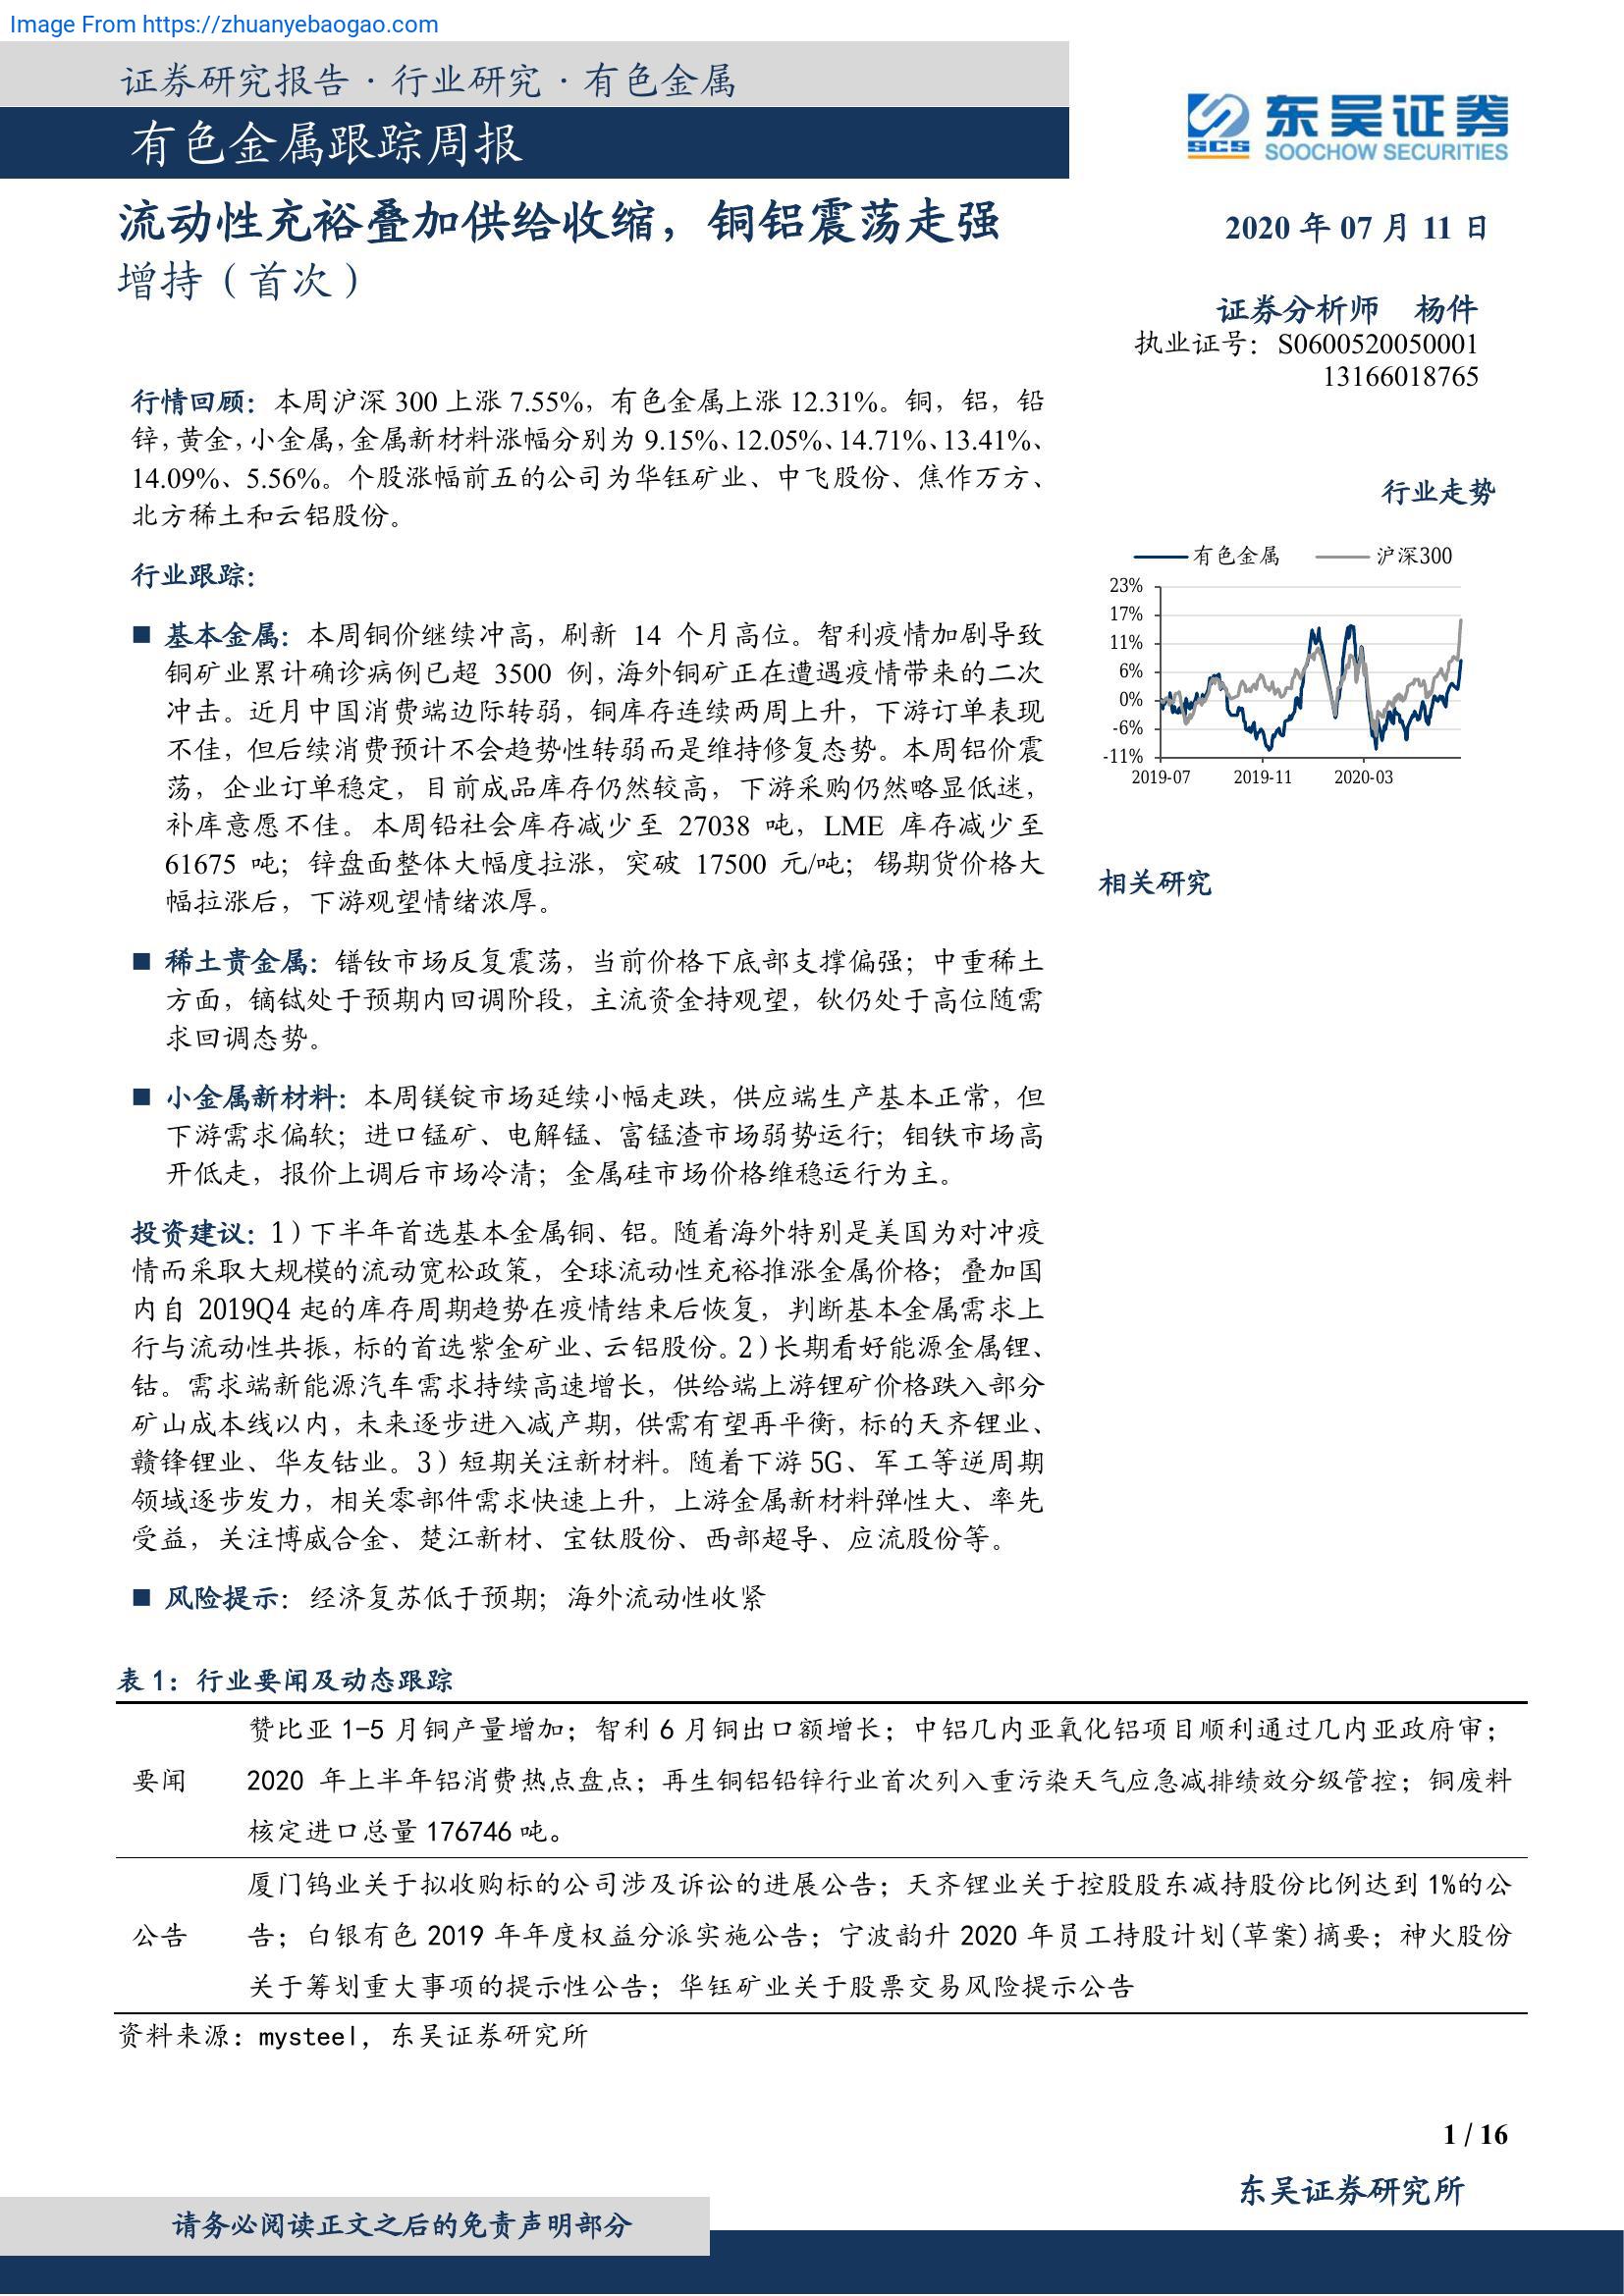 Image From https://zhuanyebaogao.com
证券研究报告·行业研究·有色金属
有色金属跟踪周报
东吴证券
SCS
SOOCHOW SECURITIES
流动性充裕叠加供给收缩，铜铝震荡走强
增持（首次）
2020 年 07 月 11 日
证券分析师 杨件
执业证号：S0600520050001
13166018765
行情回顾：本周沪深 300 上涨 7.55%，有色金属上涨 12.31%。铜，铝，铅
锌，黄金，小金属，金属新材料涨幅分别为 9.15%、12.05%、14.71%、13.41%、
14.09%、5.56%。个股涨幅前五的公司为华钰矿业、中飞股份、焦作万方、
北方稀土和云铝股份。
行业跟踪：
■ 基本金属：本周铜价继续冲高，刷新 14 个月高位。智利疫情加剧导致
铜矿业累计确诊病例已超 3500 例，海外铜矿正在遭遇疫情带来的二次
冲击。近月中国消费端边际转弱，铜库存连续两周上升，下游订单表现
不佳，但后续消费预计不会趋势性转弱而是维持修复态势。本周铝价震
荡，企业订单稳定，目前成品库存仍然较高，下游采购仍然略显低迷，
补库意愿不佳。本周铅社会库存减少至 27038 吨，LME 库存减少至
61675 吨；锌盘面整体大幅度拉涨，突破 17500 元/吨；锡期货价格大
幅拉涨后，下游观望情绪浓厚。
■ 稀土贵金属：镨钕市场反复震荡，当前价格下底部支撑偏强；中重稀土
方面，镝铽处于预期内回调阶段，主流资金持观望，钬仍处于高位随需
求回调态势。
■ 小金属新材料：本周镁锭市场延续小幅走跌，供应端生产基本正常，但
下游需求偏软；进口锰矿、电解锰、富锰渣市场弱势运行；钼铁市场高
开低走，报价上调后市场冷清；金属硅市场价格维稳运行为主。
投资建议：1）下半年首选基本金属铜、铝。随着海外特别是美国为对冲疫
情而采取大规模的流动宽松政策，全球流动性充裕推涨金属价格；叠加国
内自 2019Q4 起的库存周期趋势在疫情结束后恢复，判断基本金属需求上
行与流动性共振，标的首选紫金矿业、云铝股份。2）长期看好能源金属锂、
钴。需求端新能源汽车需求持续高速增长，供给端上游锂矿价格跌入部分
矿山成本线以内，未来逐步进入减产期，供需有望再平衡，标的天齐锂业、
赣锋锂业、华友钴业。3）短期关注新材料。随着下游 5G、军工等逆周期
领域逐步发力，相关零部件需求快速上升，上游金属新材料弹性大、率先
受益，关注博威合金、楚江新材、宝钛股份、西部超导、应流股份等。
■ 风险提示：经济复苏低于预期；海外流动性收紧
行业走势
有色金属 沪深300
23%
17%
11%
6%
0%
-6%
-11%
2019-07 2019-11 2020-03
相关研究
表 1：行业要闻及动态跟踪
要闻
赞比亚 1-5 月铜产量增加；智利 6 月铜出口额增长；中铝几内亚氧化铝项目顺利通过几内亚政府审；
2020 年上半年铝消费热点盘点；再生铜铝铅锌行业首次列入重污染天气应急减排绩效分级管控；铜废料
核定进口总量 176746 吨。
公告
厦门钨业关于拟收购标的公司涉及诉讼的进展公告；天齐锂业关于控股股东减持股份比例达到 1%的公
告；白银有色 2019 年年度权益分派实施公告；宁波韵升 2020 年员工持股计划(草案)摘要；神火股份
关于筹划重大事项的提示性公告；华钰矿业关于股票交易风险提示公告
资料来源：mysteel，东吴证券研究所
1 / 16
东吴证券研究所
请务必阅读正文之后的免责声明部分